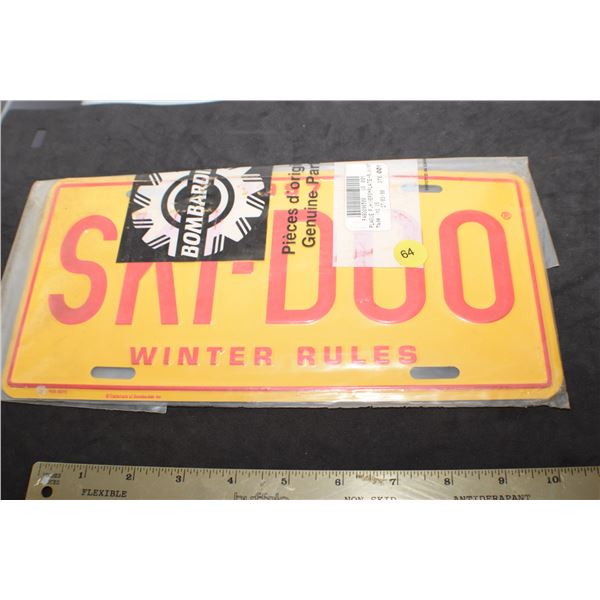 BOMBARDI
Pièces d'orig
Genuine Par
64
SKI-DOO®
WINTER RULES
1 2 3 4 5 6 7 8 9 10
FLEXIBLE
NON SKID
ANTIDERAPANT